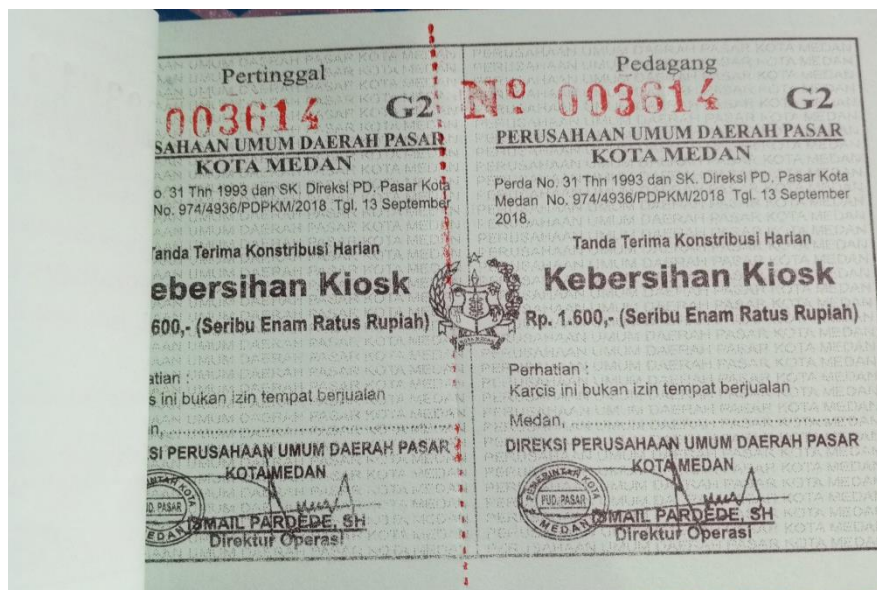 Pertinggal
003614 G2
SAHAAN UMUM DAERAH PASAR
KOTA MEDAN
o. 31 Thn 1993 dan SK. Direksi PD. Pasar Kota
No. 974/4936/PDPKM/2018 Tgl. 13 September
Tanda Terima Konstribusi Harian
ebersihan Kiosk
600,- (Seribu Enam Ratus Rupiah)
atian :
s ini bukan izin tempat berjualan
n,
SI PERUSAHAAN UMUM DAERAH PASAR
KOTA MEDAN
ISMAIL PARDEDE, SH
Direktur Operasi
Pedagang
Nº 003614 G2
PERUSAHAAN UMUM DAERAH PASAR
KOTA MEDAN
Perda No. 31 Thn 1993 dan SK. Direksi PD. Pasar Kota
Medan No. 974/4936/PDPKM/2018 Tgl. 13 September
2018.
Tanda Terima Konstribusi Harian
Kebersihan Kiosk
Rp. 1.600,- (Seribu Enam Ratus Rupiah)
Perhatian :
Karcis ini bukan izin tempat berjualan
Medan,
DIREKSI PERUSAHAAN UMUM DAERAH PASAR
KOTA MEDAN
PEMERINTAH KOTA
PUD. PASAR
MEDAN
ISMAIL PARDEDE, SH
Direktur Operasi